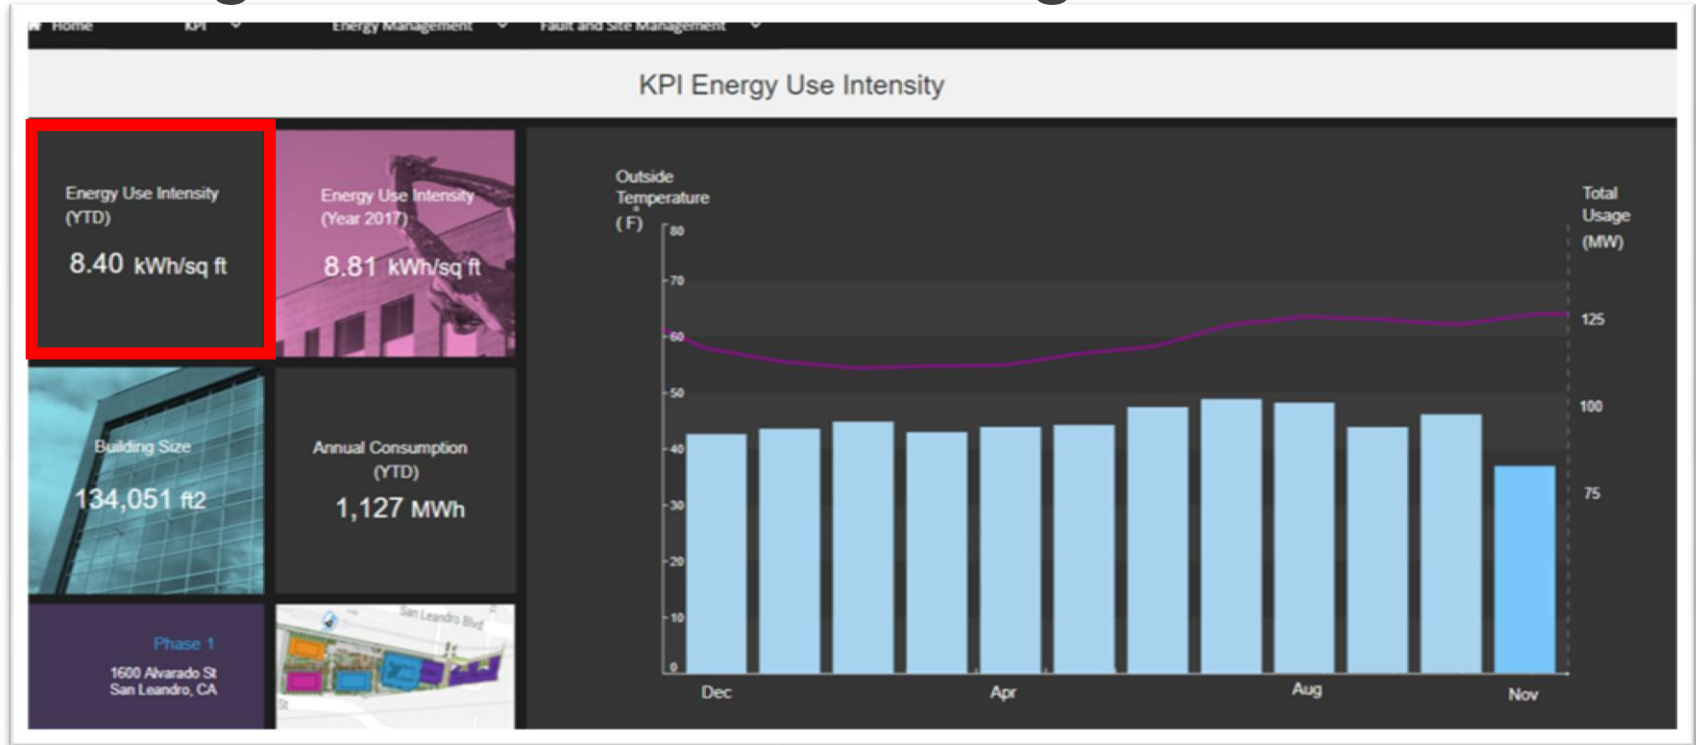 Home KPI Energy Management Fault and Site Management
KPI Energy Use Intensity
Energy Use Intensity
(YTD)
8.40 kWh/sq ft
Energy Use Intensity
(Year 2017)
8.81 kWh/sq ft
Building Size
134,051 ft2
Annual Consumption
(YTD)
1,127 MWh
Phase 1
1600 Alvarado St
San Leandro, CA
San Leandro Blvd
St
Outside
Temperature
(°F)
80
70
60
50
40
30
20
10
0
Dec
Apr
Aug
Nov
Total
Usage
(MW)
125
100
75